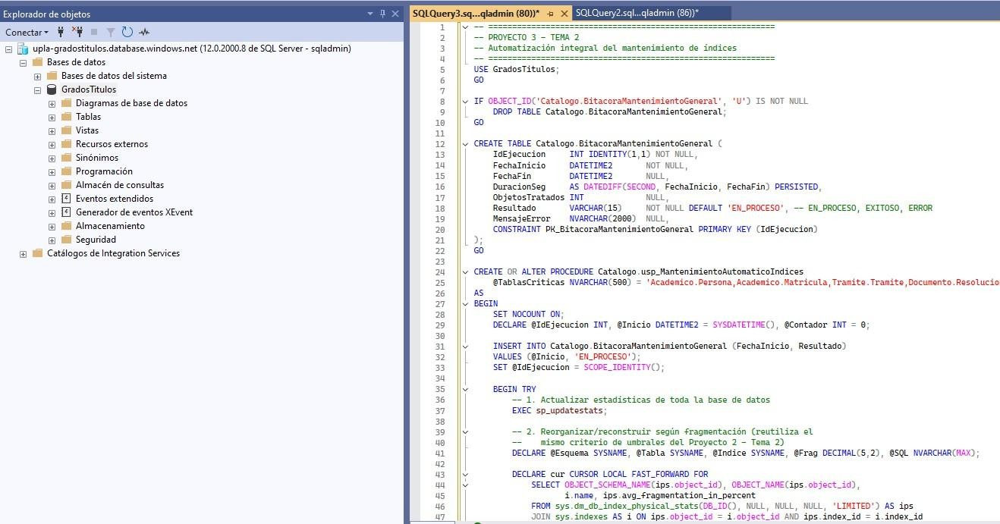 Explorador de objetos
Conectar
upla-gradostitulos.database.windows.net (12.0.2000.8 de SQL Server - sqladmin)
Bases de datos
Bases de datos del sistema
GradosTitulos
Diagramas de base de datos
Tablas
Vistas
Recursos externos
Sinónimos
Programación
Almacén de consultas
Eventos extendidos
Generador de eventos XEvent
Almacenamiento
Seguridad
Catálogos de Integration Services
SQLQuery3.sq...qladmin (80))* SQLQuery2.sql...qladmin (86))*
1 -- ============================================================
2 -- PROYECTO 3 - TEMA 2
3 -- Automatización integral del mantenimiento de índices
4 -- ============================================================
5 USE GradosTitulos;
6 GO
7
8 IF OBJECT_ID('Catalogo.BitacoraMantenimientoGeneral', 'U') IS NOT NULL
9 DROP TABLE Catalogo.BitacoraMantenimientoGeneral;
10 GO
11
12 CREATE TABLE Catalogo.BitacoraMantenimientoGeneral (
13 IdEjecucion INT IDENTITY(1,1) NOT NULL,
14 FechaInicio DATETIME2 NOT NULL,
15 FechaFin DATETIME2 NULL,
16 DuracionSeg AS DATEDIFF(SECOND, FechaInicio, FechaFin) PERSISTED,
17 ObjetosTratados INT NULL,
18 Resultado VARCHAR(15) NOT NULL DEFAULT 'EN_PROCESO', -- EN_PROCESO, EXITOSO, ERROR
19 MensajeError NVARCHAR(2000) NULL,
20 CONSTRAINT PK_BitacoraMantenimientoGeneral PRIMARY KEY (IdEjecucion)
21 );
22 GO
23
24 CREATE OR ALTER PROCEDURE Catalogo.usp_MantenimientoAutomaticoIndices
25 @TablasCriticas NVARCHAR(500) = 'Academico.Persona,Academico.Matricula,Tramite.Tramite,Documento.Resolucio
26 AS
27 BEGIN
28 SET NOCOUNT ON;
29 DECLARE @IdEjecucion INT, @Inicio DATETIME2 = SYSDATETIME(), @Contador INT = 0;
30
31 INSERT INTO Catalogo.BitacoraMantenimientoGeneral (FechaInicio, Resultado)
32 VALUES (@Inicio, 'EN_PROCESO');
33 SET @IdEjecucion = SCOPE_IDENTITY();
34
35 BEGIN TRY
36 -- 1. Actualizar estadísticas de toda la base de datos
37 EXEC sp_updatestats;
38
39 -- 2. Reorganizar/reconstruir según fragmentación (reutiliza el
40 -- mismo criterio de umbrales del Proyecto 2 - Tema 2)
41 DECLARE @Esquema SYSNAME, @Tabla SYSNAME, @Indice SYSNAME, @Frag DECIMAL(5,2), @SQL NVARCHAR(MAX);
42
43 DECLARE cur CURSOR LOCAL FAST_FORWARD FOR
44 SELECT OBJECT_SCHEMA_NAME(ips.object_id), OBJECT_NAME(ips.object_id),
45 i.name, ips.avg_fragmentation_in_percent
46 FROM sys.dm_db_index_physical_stats(DB_ID(), NULL, NULL, NULL, 'LIMITED') AS ips
47 JOIN sys.indexes AS i ON ips.object_id = i.object_id AND ips.index_id = i.index_id